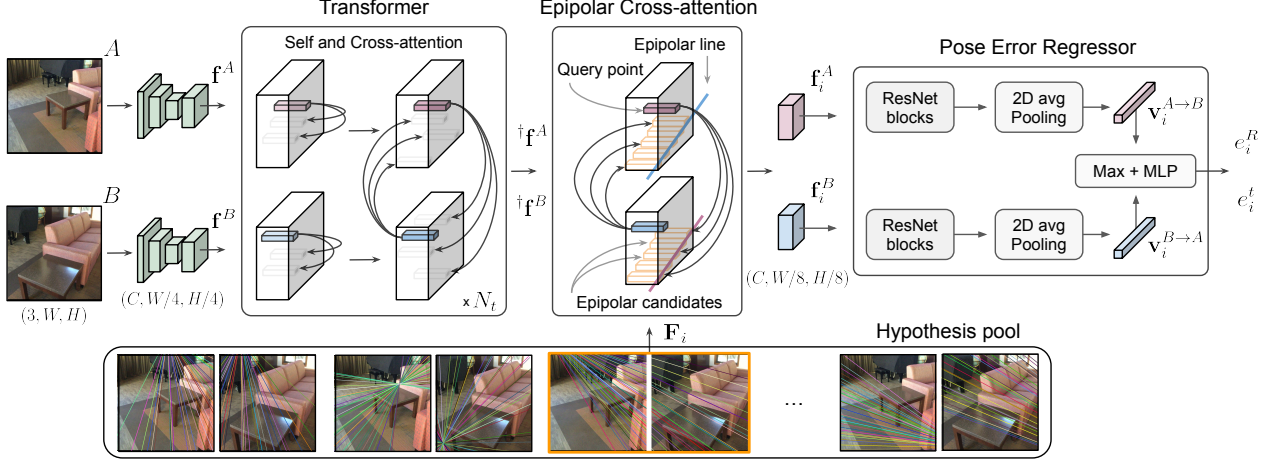 Transformer
Epipolar Cross-attention
A
f^A
Self and Cross-attention
Epipolar line
Query point
Pose Error Regressor
f_i^A
ResNet
blocks
2D avg
Pooling
v_i^{A→B}
†f^A
†f^B
Max + MLP
e_i^R
e_i^t
B
f^B
f_i^B
ResNet
blocks
2D avg
Pooling
v_i^{B→A}
(3, W, H)
(C, W/4, H/4)
x N_t
Epipolar candidates
(C, W/8, H/8)
F_i
Hypothesis pool
...